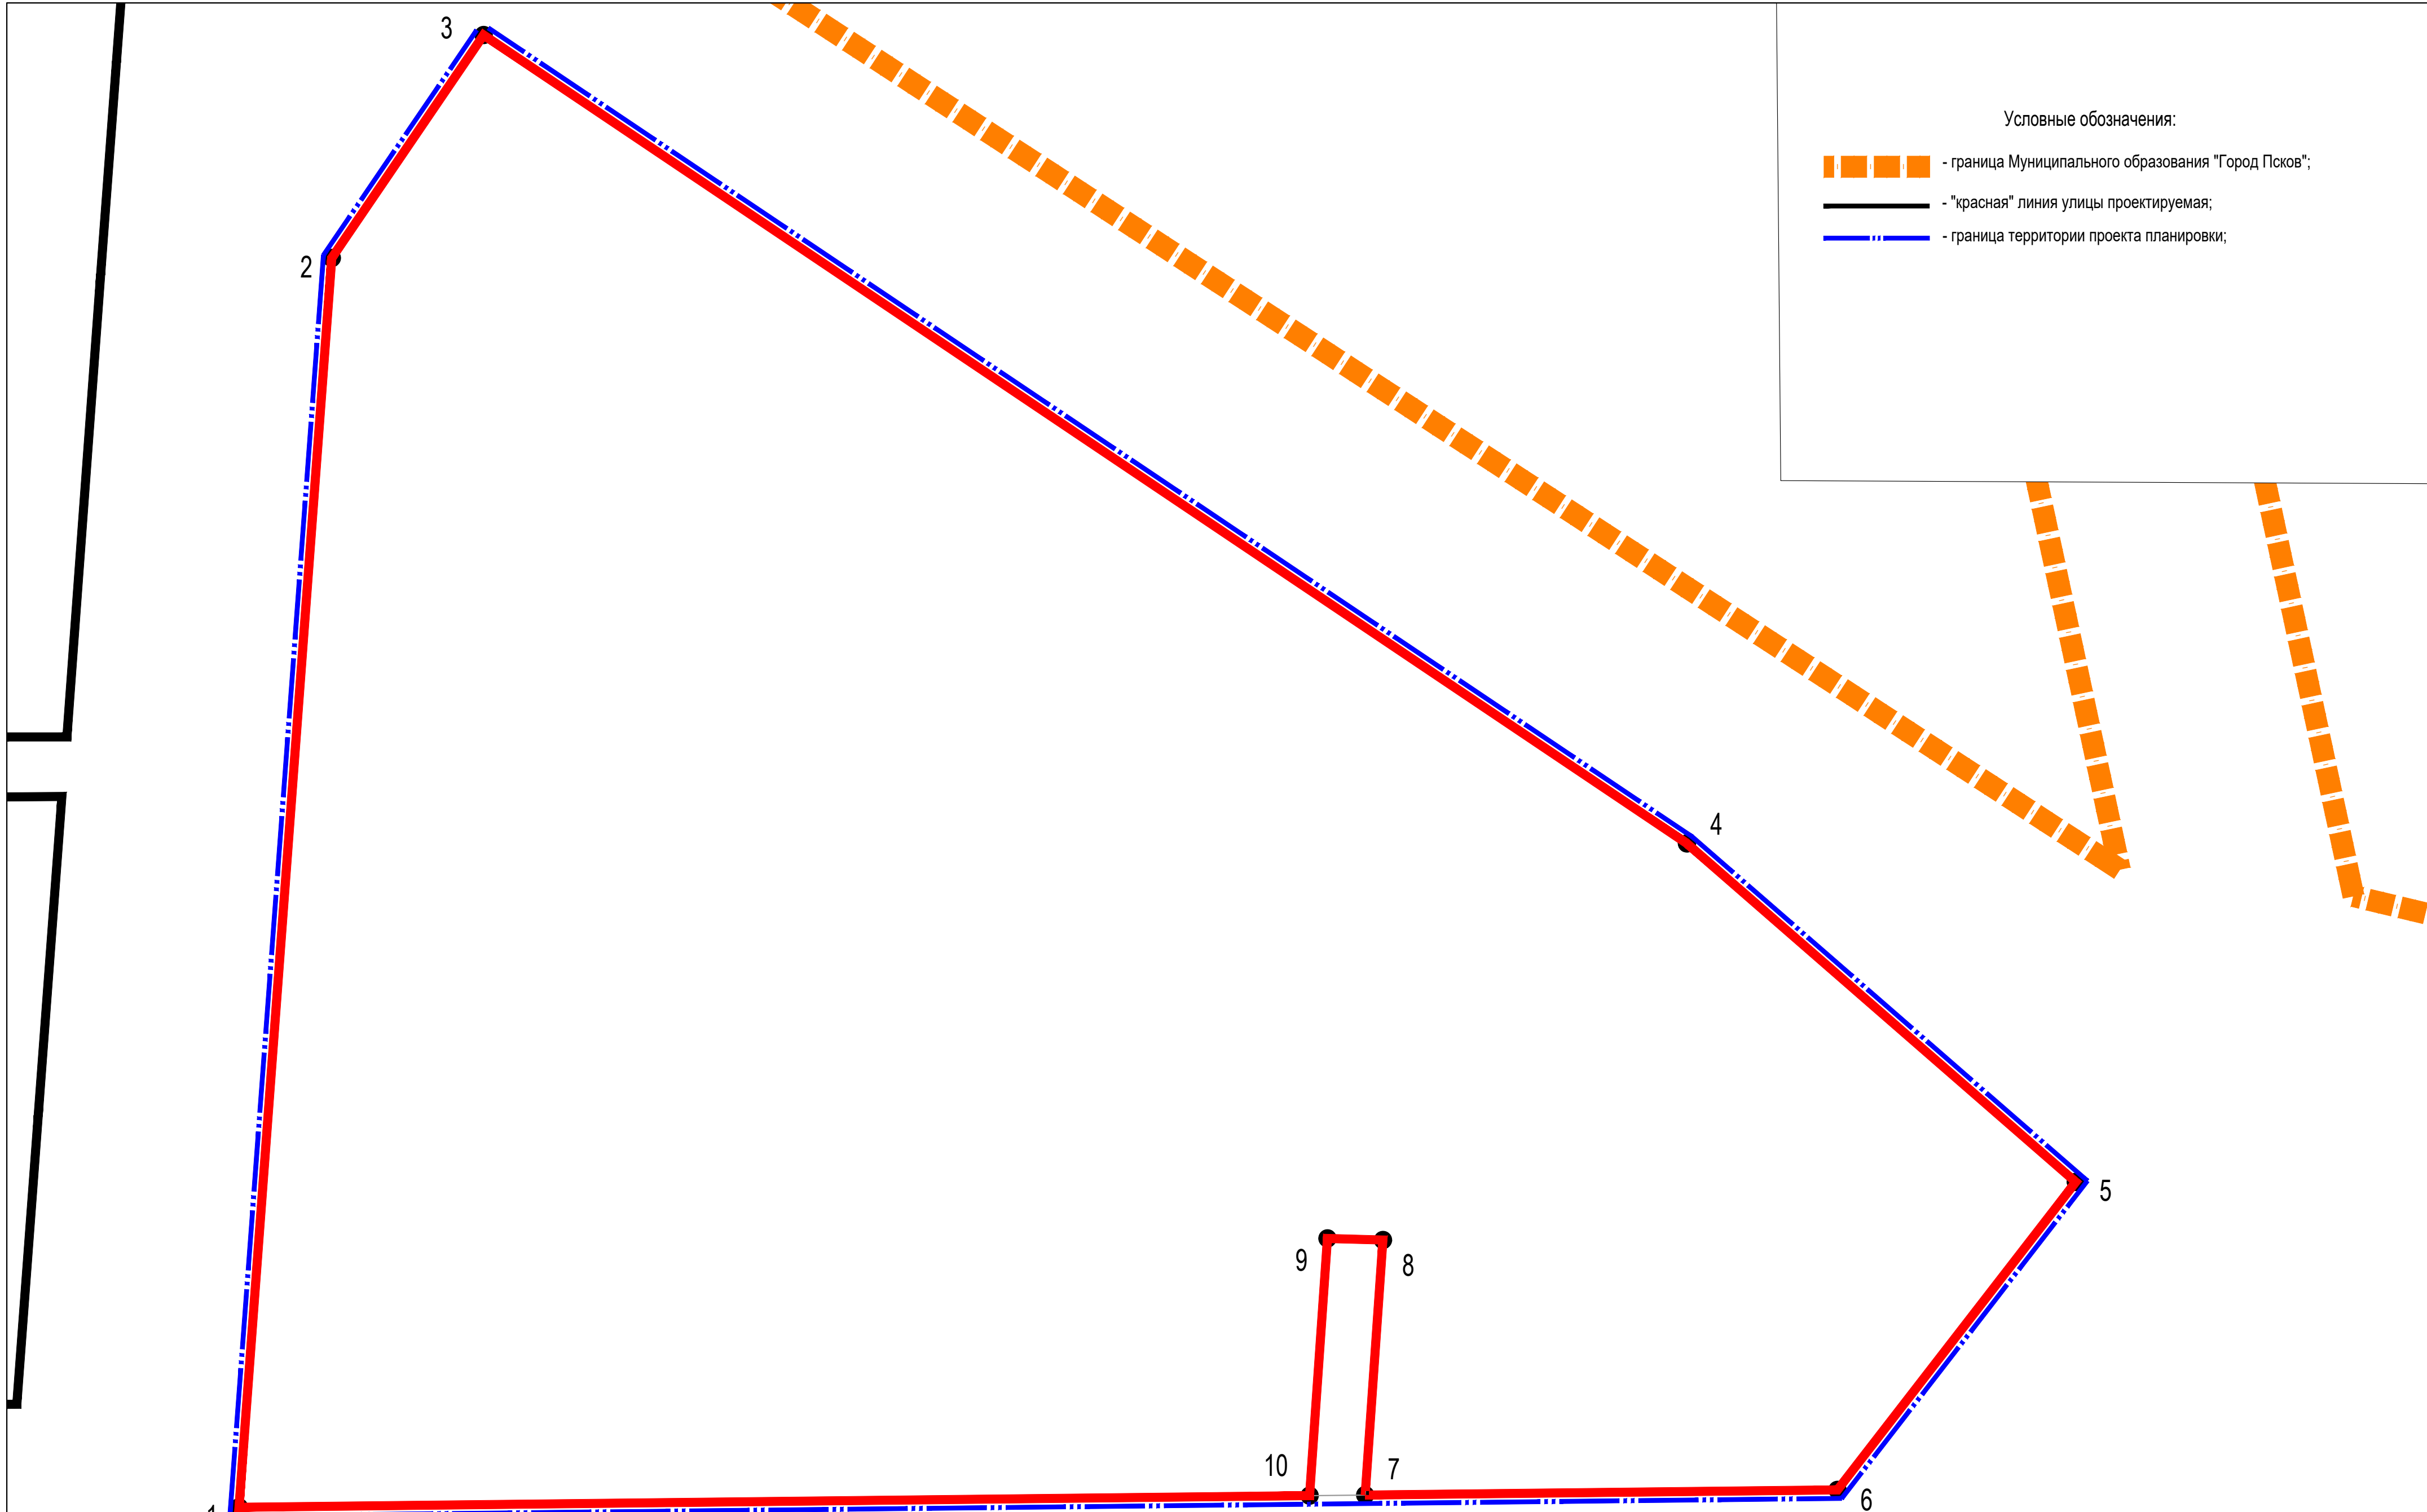 3
Условные обозначения:
- граница Муниципального образования "Город Псков";
- "красная" линия улицы проектируемая;
- граница территории проекта планировки;
2
4
5
9
8
10
7
6